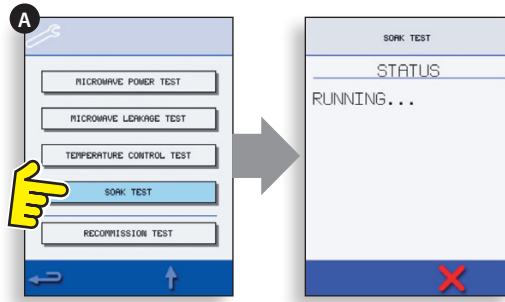 A
MICROWAVE POWER TEST
MICROWAVE LEAKAGE TEST
TEMPERATURE CONTROL TEST
SOAK TEST
RECOMMISSION TEST
SOAK TEST
STATUS
RUNNING...